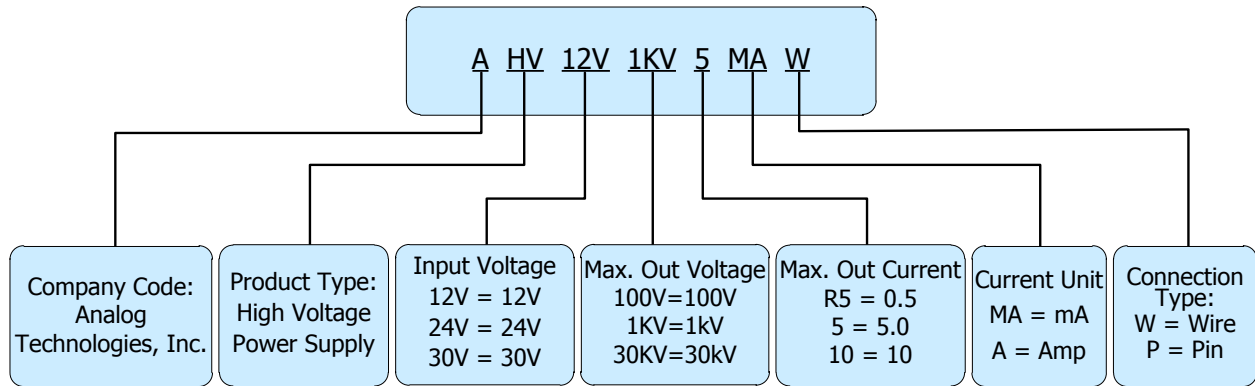 A HV 12V 1KV 5 MA W
Company Code:
Analog
Technologies, Inc.
Product Type:
High Voltage
Power Supply
Input Voltage
12V = 12V
24V = 24V
30V = 30V
Max. Out Voltage
100V=100V
1KV=1kV
30KV=30kV
Max. Out Current
R5 = 0.5
5 = 5.0
10 = 10
Current Unit
MA = mA
A = Amp
Connection
Type:
W = Wire
P = Pin